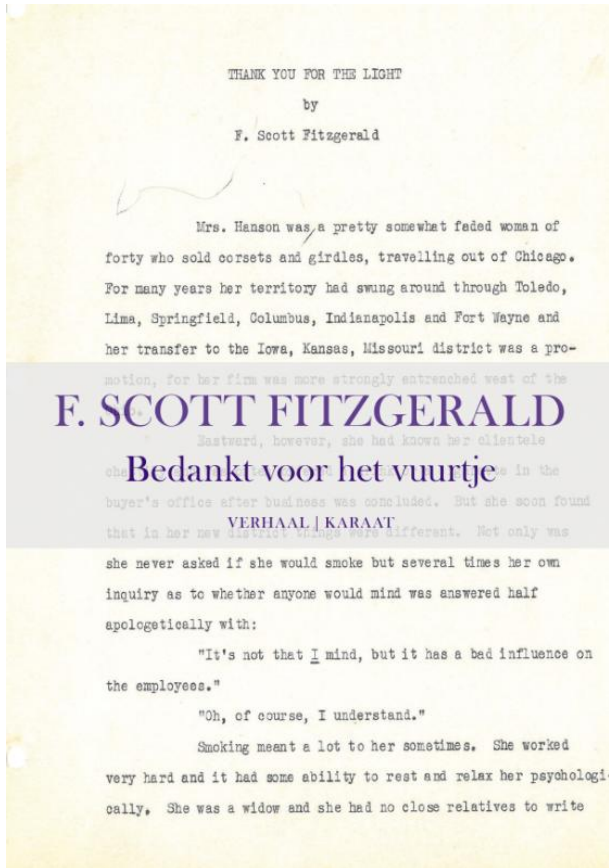 THANK YOU FOR THE LIGHT
by
F. Scott Fitzgerald
Mrs. Hanson was a pretty somewhat faded woman of
forty who sold corsets and girdles, travelling out of Chicago.
For many years her territory had swung around through Toledo,
Lima, Springfield, Columbus, Indianapolis and Fort Wayne and
her transfer to the Iowa, Kansas, Missouri district was a pro-
motion, for her firm was more strongly entrenched west of the
F. SCOTT FITZGERALD
Eastward, however, she had known her clientele
Bedankt voor het vuurtje
in the
buyer's office after business was concluded. But she soon found
VERHAAL | KARAAT
that in her new district things were different. Not only was
she never asked if she would smoke but several times her own
inquiry as to whether anyone would mind was answered half
apologetically with:
"It's not that I mind, but it has a bad influence on
the employees."
"Oh, of course, I understand."
Smoking meant a lot to her sometimes. She worked
very hard and it had some ability to rest and relax her psychologi-
cally. She was a widow and she had no close relatives to write